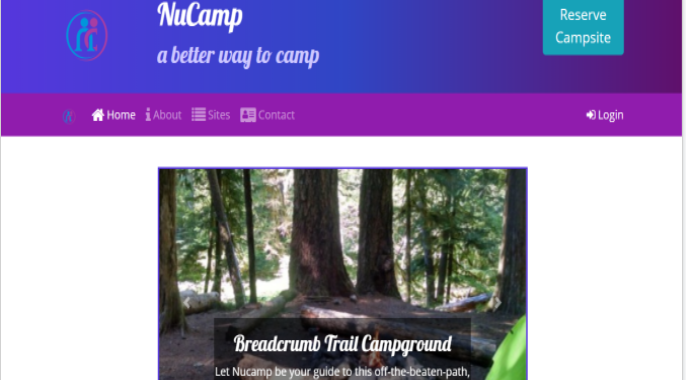 NuCamp
a better way to camp
Reserve
Campsite
Home About Sites Contact
Login
Breadcrumb Trail Campground
Let Nucamp be your guide to this off-the-beaten-path,